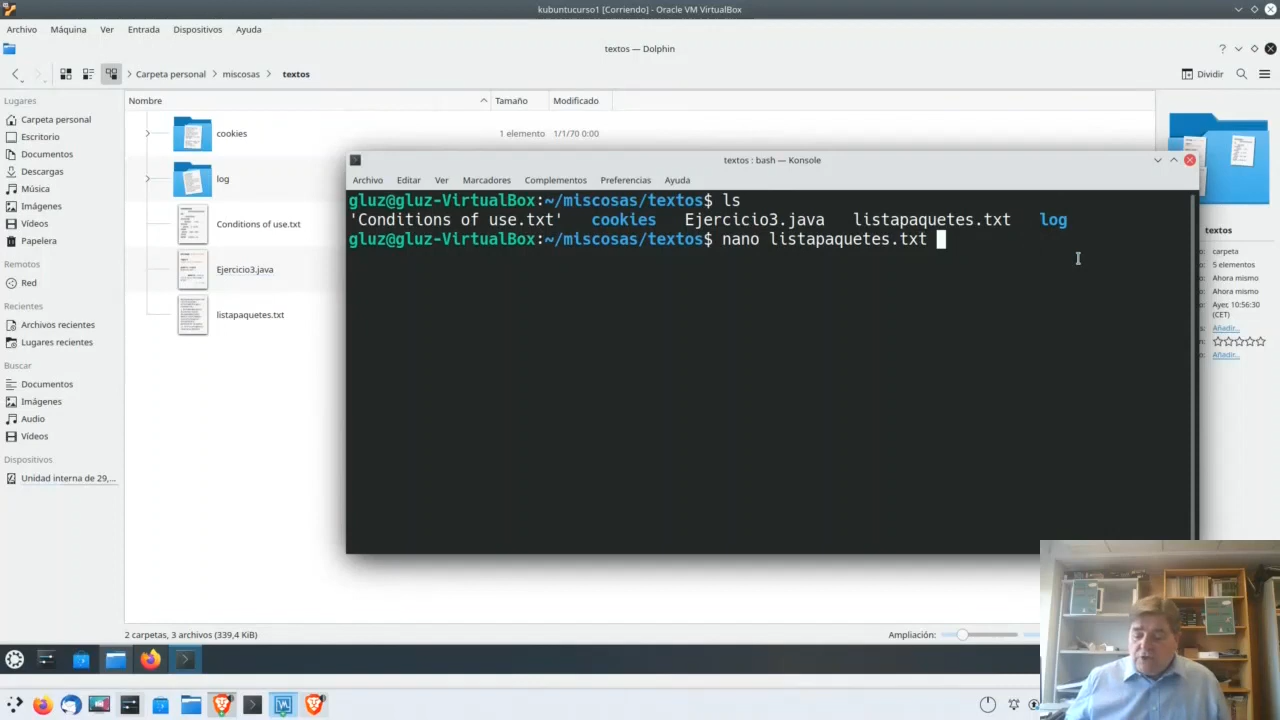 kubuntucurso1 [Corriendo] - Oracle VM VirtualBox
Archivo Máquina Ver Entrada Dispositivos Ayuda
textos — Dolphin
Carpeta personal > miscosas > textos
Dividir
Lugares
Carpeta personal
Escritorio
Documentos
Descargas
Música
Imágenes
Vídeos
Papelera
Remotos
Red
Recientes
Archivos recientes
Lugares recientes
Buscar
Documentos
Imágenes
Audio
Vídeos
Dispositivos
Unidad interna de 29,...
Nombre Tamaño Modificado
cookies 1 elemento 1/1/70 0:00
log
Conditions of use.txt
Ejercicio3.java
listapaquetes.txt
textos : bash — Konsole
Archivo Editar Ver Marcadores Complementos Preferencias Ayuda
gluz@gluz-VirtualBox:~/miscosas/textos$ ls
'Conditions of use.txt' cookies Ejercicio3.java listapaquetes.txt log
gluz@gluz-VirtualBox:~/miscosas/textos$ nano listapaquetes.txt
textos
carpeta
5 elementos
Ahora mismo
Ahora mismo
Ayer, 10:56:30
(CET)
Añadir...
Añadir...
2 carpetas, 3 archivos (339,4 KiB)
Ampliación: